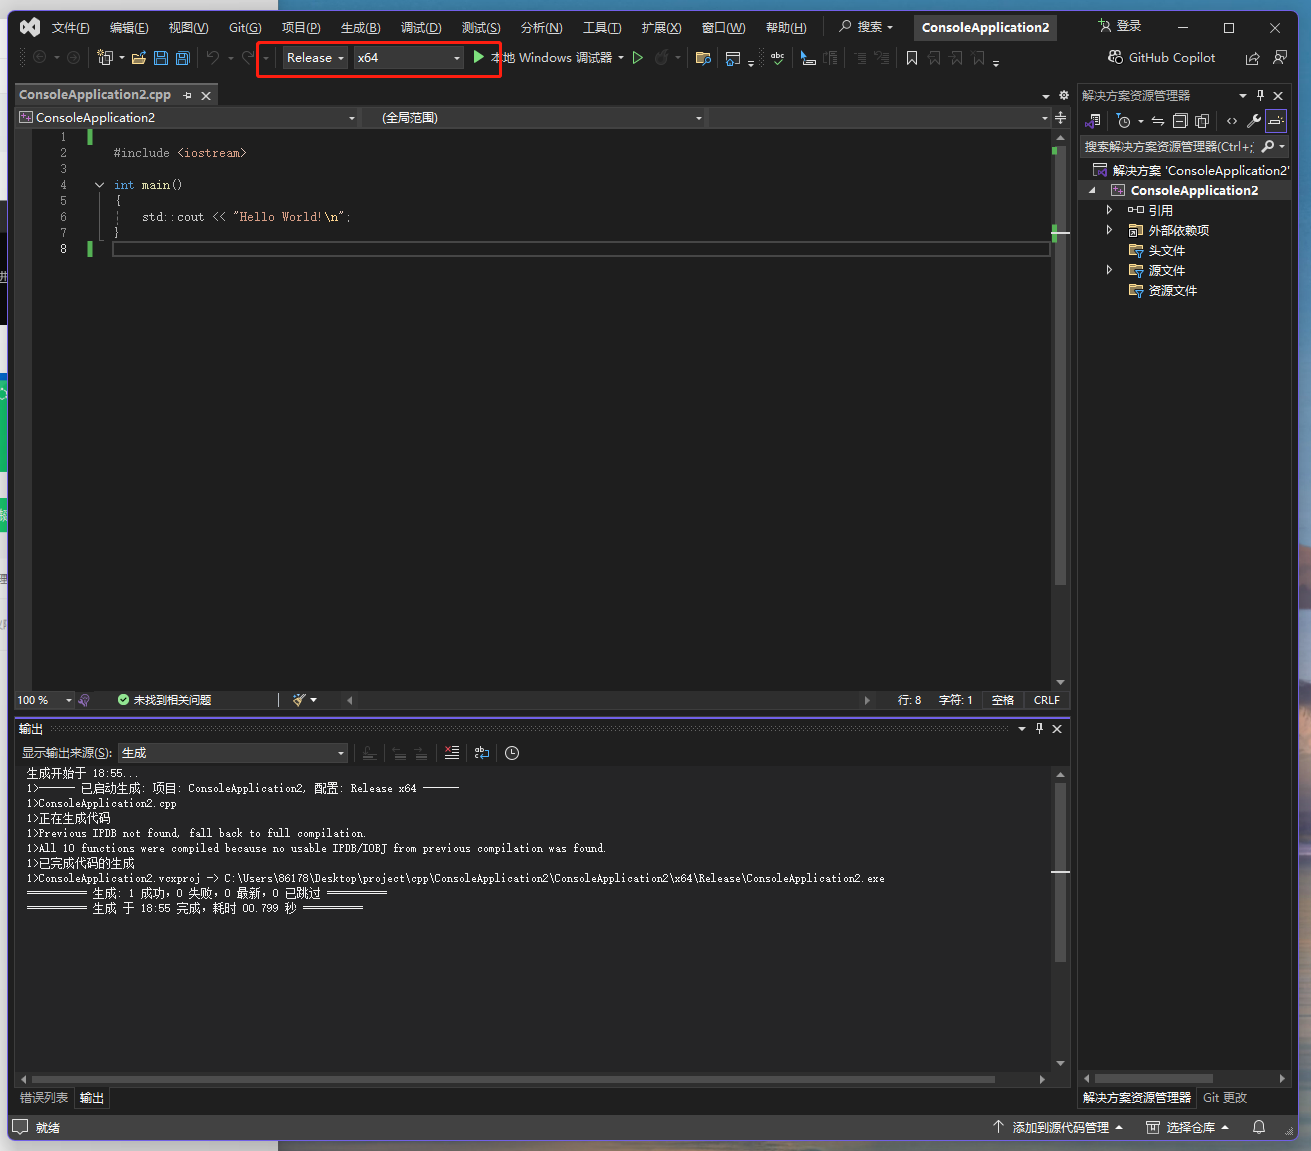 文件(F) 编辑(E) 视图(V) Git(G) 项目(P) 生成(B) 调试(D) 测试(S) 分析(N) 工具(T) 扩展(X) 窗口(W) 帮助(H) 搜索 ConsoleApplication2 登录
Release x64 本地 Windows 调试器 GitHub Copilot
ConsoleApplication2.cpp
ConsoleApplication2 (全局范围)
1
2 #include <iostream>
3
4 int main()
5 {
6 std::cout << "Hello World!\n";
7 }
8
100 % 未找到相关问题 行: 8 字符: 1 空格 CRLF
输出
显示输出来源(S): 生成
生成开始于 18:55...
1>------ 已启动生成: 项目: ConsoleApplication2, 配置: Release x64 ------
1>ConsoleApplication2.cpp
1>正在生成代码
1>Previous IPDB not found, fall back to full compilation.
1>All 10 functions were compiled because no usable IPDB/IOBJ from previous compilation was found.
1>已完成代码的生成
1>ConsoleApplication2.vcxproj -> C:\Users\86178\Desktop\project\cpp\ConsoleApplication2\ConsoleApplication2\x64\Release\ConsoleApplication2.exe
========== 生成: 1 成功，0 失败，0 最新，0 已跳过 ==========
========== 生成 于 18:55 完成，耗时 00.799 秒 ==========
错误列表 输出
解决方案资源管理器
搜索解决方案资源管理器(Ctrl+;
解决方案 'ConsoleApplication2'
ConsoleApplication2
引用
外部依赖项
头文件
源文件
资源文件
解决方案资源管理器 Git 更改
就绪 添加到源代码管理 选择仓库